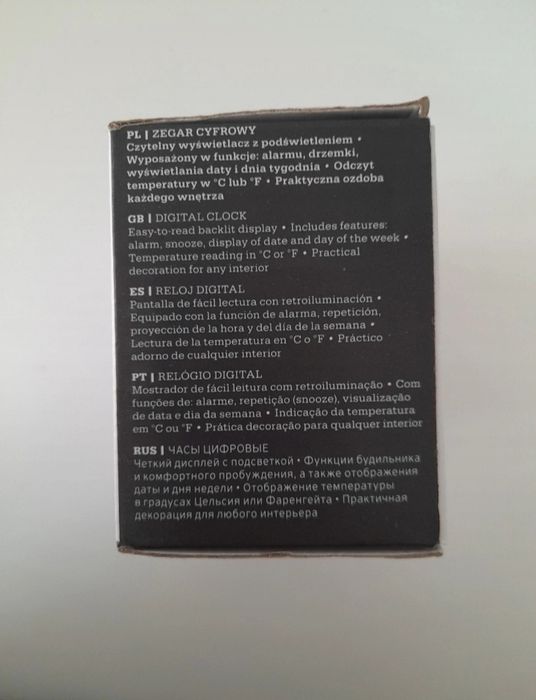 PL | ZEGAR CYFROWY
Czytelny wyświetlacz z podświetleniem •
Wyposażony w funkcje: alarmu, drzemki,
wyświetlania daty i dnia tygodnia • Odczyt
temperatury w °C lub °F • Praktyczna ozdoba
każdego wnętrza
GB | DIGITAL CLOCK
Easy-to-read backlit display • Includes features:
alarm, snooze, display of date and day of the week •
Temperature reading in °C or °F • Practical
decoration for any interior
ES | RELOJ DIGITAL
Pantalla de fácil lectura con retroiluminación •
Equipado con la función de alarma, repetición,
proyección de la hora y del día de la semana •
Lectura de la temperatura en °C o °F • Práctico
adorno de cualquier interior
PT | RELÓGIO DIGITAL
Mostrador de fácil leitura com retroiluminação • Com
funções de: alarme, repetição (snooze), visualização
de data e dia da semana • Indicação da temperatura
em °C ou °F • Prática decoração para qualquer interior
RUS | ЧАСЫ ЦИФРОВЫЕ
Четкий дисплей с подсветкой • Функции будильника
и комфортного пробуждения, а также отображения
даты и дня недели • Отображение температуры
в градусах Цельсия или Фаренгейта • Практичная
декорация для любого интерьера